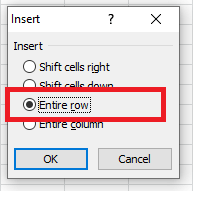 Insert
?
Insert
Shift cells right
Shift cells down
Entire row
Entire column
OK
Cancel